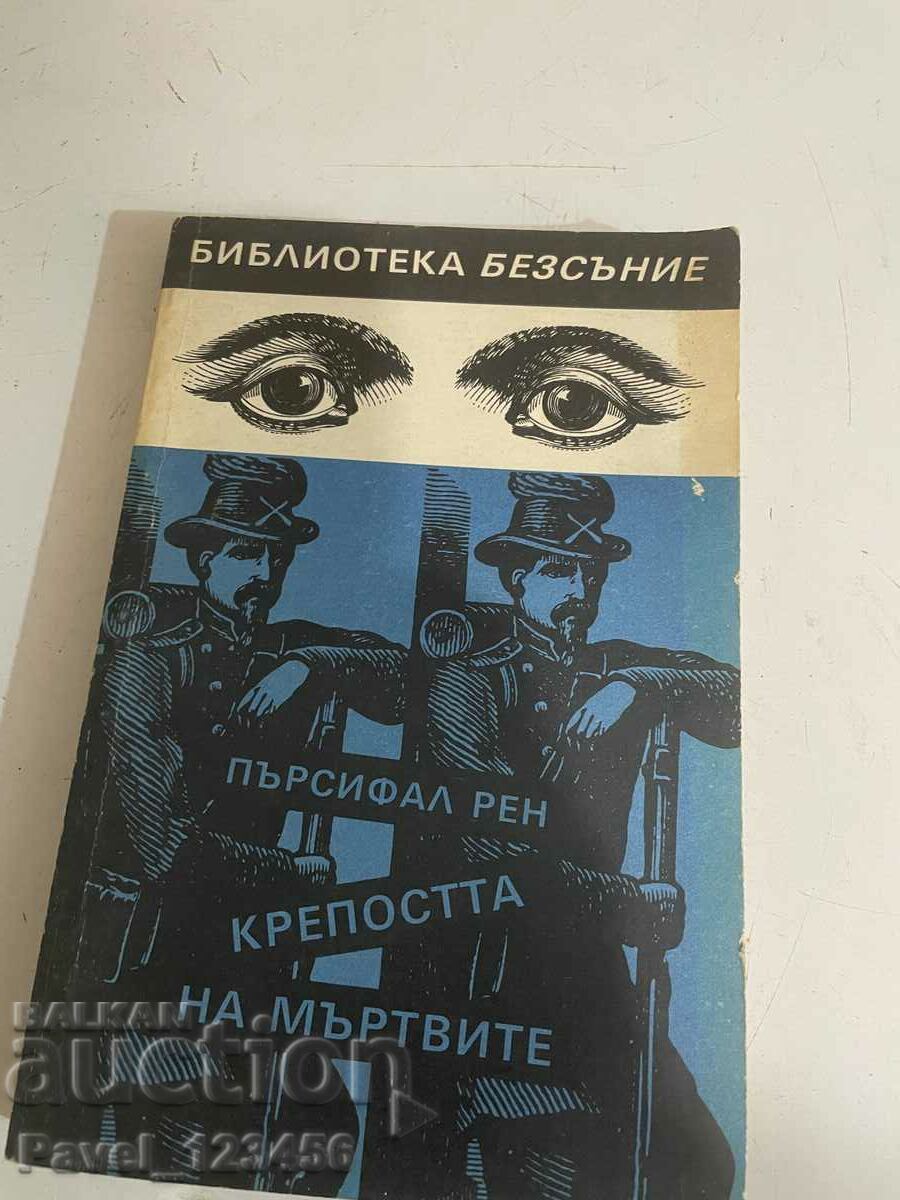 БИБЛИОТЕКА БЕЗСЪНИЕ
ПЪРСИФАЛ РЕН
КРЕПОСТТА
НА МЪРТВИТЕ
BALKAN
auction
Pavel_123456